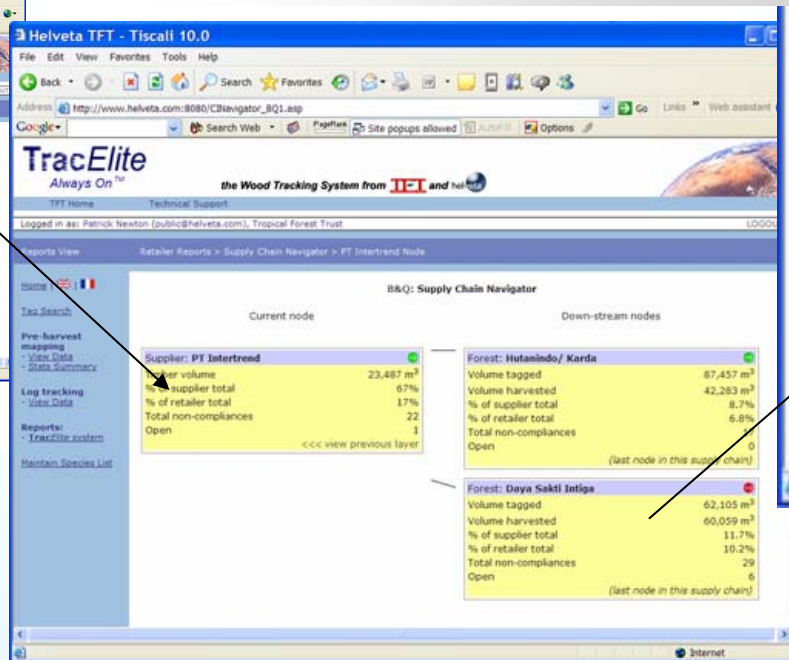 Helveta TFT - Tiscali 10.0
File Edit View Favorites Tools Help
Back Search Favorites
Address http://www.helveta.com:8080/CINavigator_BQ1.asp Go Links Web assistant
Google Search Web PageRank Site popups allowed AutoFill Options
TracElite
Always On™
the Wood Tracking System from TFT and hel
TFT Home Technical Support
Logged in as: Patrick Newton (public@helveta.com), Tropical Forest Trust LOGOU
Reports View Retailer Reports > Supply Chain Navigator > PT Intertrend Node
Home
B&Q: Supply Chain Navigator
Tag Search
Current node Down-stream nodes
Pre-harvest mapping
- View Data
- Stats Summary
Log tracking
- View Data
Reports:
- TracElite system
Maintain Species List
Supplier: PT Intertrend
Timber volume 23,487 m³
% of supplier total 67%
% of retailer total 17%
Total non-compliances 22
Open 1
<<< view previous layer
Forest: Hutanindo/ Karda
Volume tagged 87,457 m³
Volume harvested 42,283 m³
% of supplier total 8.7%
% of retailer total 6.8%
Total non-compliances
Open 0
(last node in this supply chain)
Forest: Daya Sakti Intiga
Volume tagged 62,105 m³
Volume harvested 60,059 m³
% of supplier total 11.7%
% of retailer total 10.2%
Total non-compliances 29
Open 6
(last node in this supply chain)
Internet